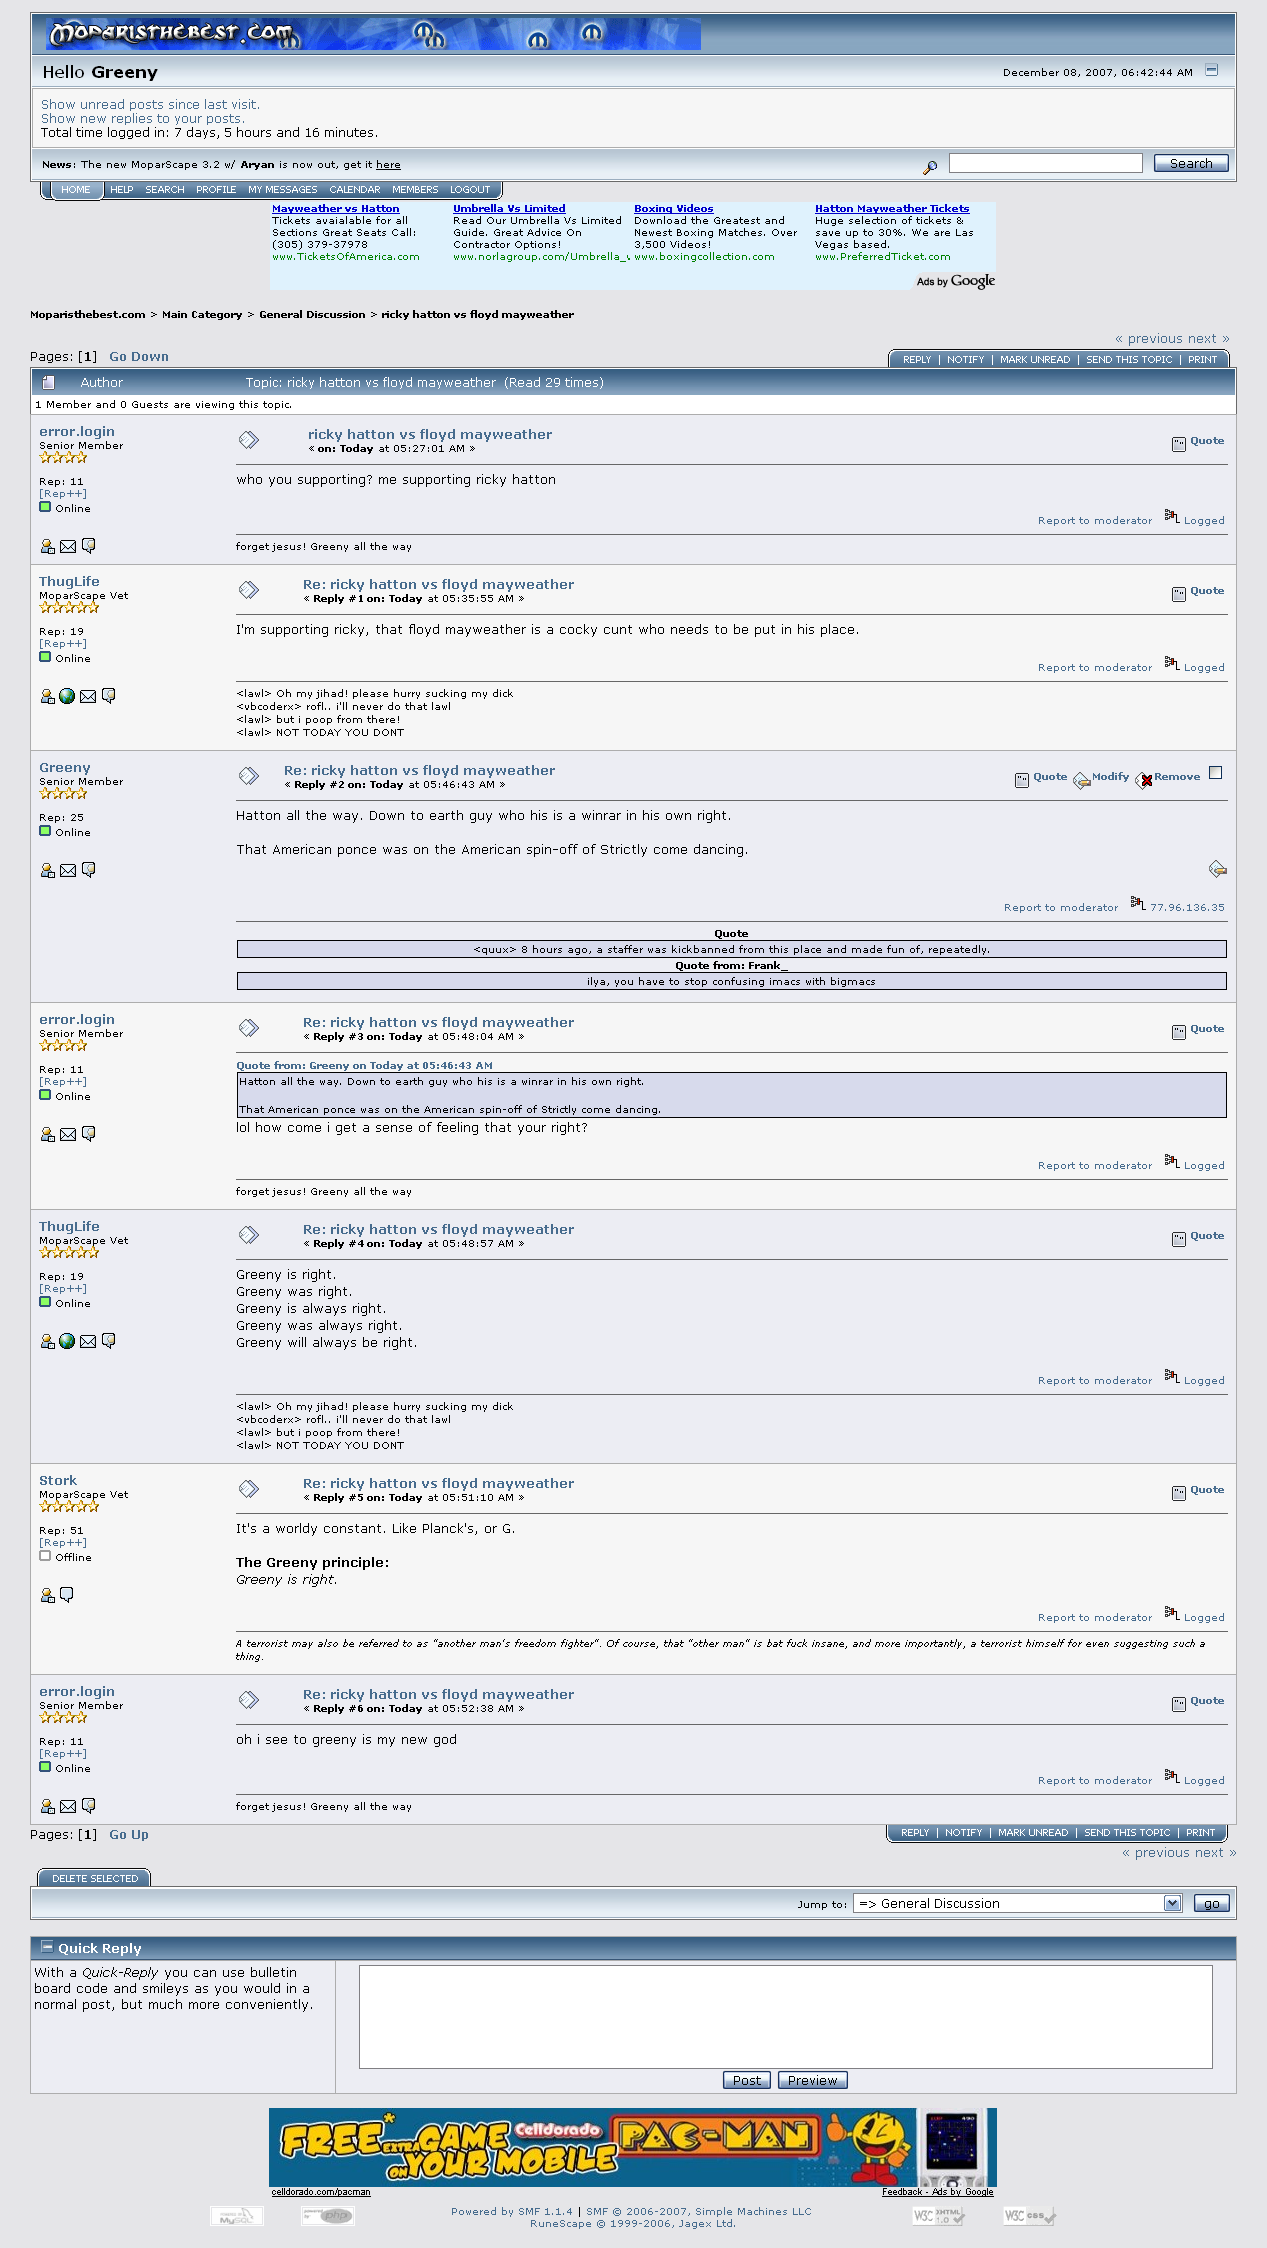 Moparisthebest.com
Hello Greeny
December 08, 2007, 06:42:44 AM
Show unread posts since last visit.
Show new replies to your posts.
Total time logged in: 7 days, 5 hours and 16 minutes.
News: The new MoparScape 3.2 w/ Aryan is now out, get it here
Search
HOME HELP SEARCH PROFILE MY MESSAGES CALENDAR MEMBERS LOGOUT
Mayweather vs Hatton
Tickets avaialable for all
Sections Great Seats Call:
(305) 379-37978
www.TicketsOfAmerica.com
Umbrella Vs Limited
Read Our Umbrella Vs Limited
Guide. Great Advice On
Contractor Options!
www.norlagroup.com/Umbrella_v
Boxing Videos
Download the Greatest and
Newest Boxing Matches. Over
3,500 Videos!
www.boxingcollection.com
Hatton Mayweather Tickets
Huge selection of tickets &
save up to 30%. We are Las
Vegas based.
www.PreferredTicket.com
Ads by Google
Moparisthebest.com > Main Category > General Discussion > ricky hatton vs floyd mayweather
« previous next »
Pages: [1] Go Down
REPLY | NOTIFY | MARK UNREAD | SEND THIS TOPIC | PRINT
Author Topic: ricky hatton vs floyd mayweather (Read 29 times)
1 Member and 0 Guests are viewing this topic.
error.login
Senior Member
Rep: 11
[Rep++]
Online
ricky hatton vs floyd mayweather
« on: Today at 05:27:01 AM »
Quote
who you supporting? me supporting ricky hatton
Report to moderator Logged
forget jesus! Greeny all the way
ThugLife
MoparScape Vet
Rep: 19
[Rep++]
Online
Re: ricky hatton vs floyd mayweather
« Reply #1 on: Today at 05:35:55 AM »
Quote
I'm supporting ricky, that floyd mayweather is a cocky cunt who needs to be put in his place.
Report to moderator Logged
<lawl> Oh my jihad! please hurry sucking my dick
<vbcoderx> rofl.. i'll never do that lawl
<lawl> but i poop from there!
<lawl> NOT TODAY YOU DONT
Greeny
Senior Member
Rep: 25
Online
Re: ricky hatton vs floyd mayweather
« Reply #2 on: Today at 05:46:43 AM »
Quote Modify Remove
Hatton all the way. Down to earth guy who his is a winrar in his own right.
That American ponce was on the American spin-off of Strictly come dancing.
Report to moderator 77.96.136.35
Quote
<quux> 8 hours ago, a staffer was kickbanned from this place and made fun of, repeatedly.
Quote from: Frank_
ilya, you have to stop confusing imacs with bigmacs
error.login
Senior Member
Rep: 11
[Rep++]
Online
Re: ricky hatton vs floyd mayweather
« Reply #3 on: Today at 05:48:04 AM »
Quote
Quote from: Greeny on Today at 05:46:43 AM
Hatton all the way. Down to earth guy who his is a winrar in his own right.
That American ponce was on the American spin-off of Strictly come dancing.
lol how come i get a sense of feeling that your right?
Report to moderator Logged
forget jesus! Greeny all the way
ThugLife
MoparScape Vet
Rep: 19
[Rep++]
Online
Re: ricky hatton vs floyd mayweather
« Reply #4 on: Today at 05:48:57 AM »
Quote
Greeny is right.
Greeny was right.
Greeny is always right.
Greeny was always right.
Greeny will always be right.
Report to moderator Logged
<lawl> Oh my jihad! please hurry sucking my dick
<vbcoderx> rofl.. i'll never do that lawl
<lawl> but i poop from there!
<lawl> NOT TODAY YOU DONT
Stork
MoparScape Vet
Rep: 51
[Rep++]
Offline
Re: ricky hatton vs floyd mayweather
« Reply #5 on: Today at 05:51:10 AM »
Quote
It's a worldy constant. Like Planck's, or G.
The Greeny principle:
Greeny is right.
Report to moderator Logged
A terrorist may also be referred to as "another man's freedom fighter". Of course, that "other man" is bat fuck insane, and more importantly, a terrorist himself for even suggesting such a
thing.
error.login
Senior Member
Rep: 11
[Rep++]
Online
Re: ricky hatton vs floyd mayweather
« Reply #6 on: Today at 05:52:38 AM »
Quote
oh i see to greeny is my new god
Report to moderator Logged
forget jesus! Greeny all the way
Pages: [1] Go Up
REPLY | NOTIFY | MARK UNREAD | SEND THIS TOPIC | PRINT
« previous next »
DELETE SELECTED
Jump to: => General Discussion go
Quick Reply
With a Quick-Reply you can use bulletin
board code and smileys as you would in a
normal post, but much more conveniently.
Post Preview
FREE* EXTRA GAME ON YOUR MOBILE
Celldorado
PAC-MAN
celldorado.com/pacman
Feedback - Ads by Google
powered by MySQL
powered by php
Powered by SMF 1.1.4 | SMF © 2006-2007, Simple Machines LLC
RuneScape © 1999-2006, Jagex Ltd.
W3C XHTML 1.0
W3C css